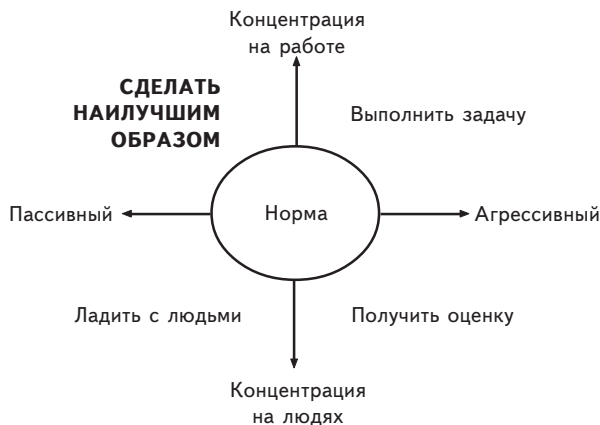 Концентрация
на работе
СДЕЛАТЬ
НАИЛУЧШИМ
ОБРАЗОМ
Выполнить задачу
Пассивный
Норма
Агрессивный
Ладить с людьми
Получить оценку
Концентрация
на людях